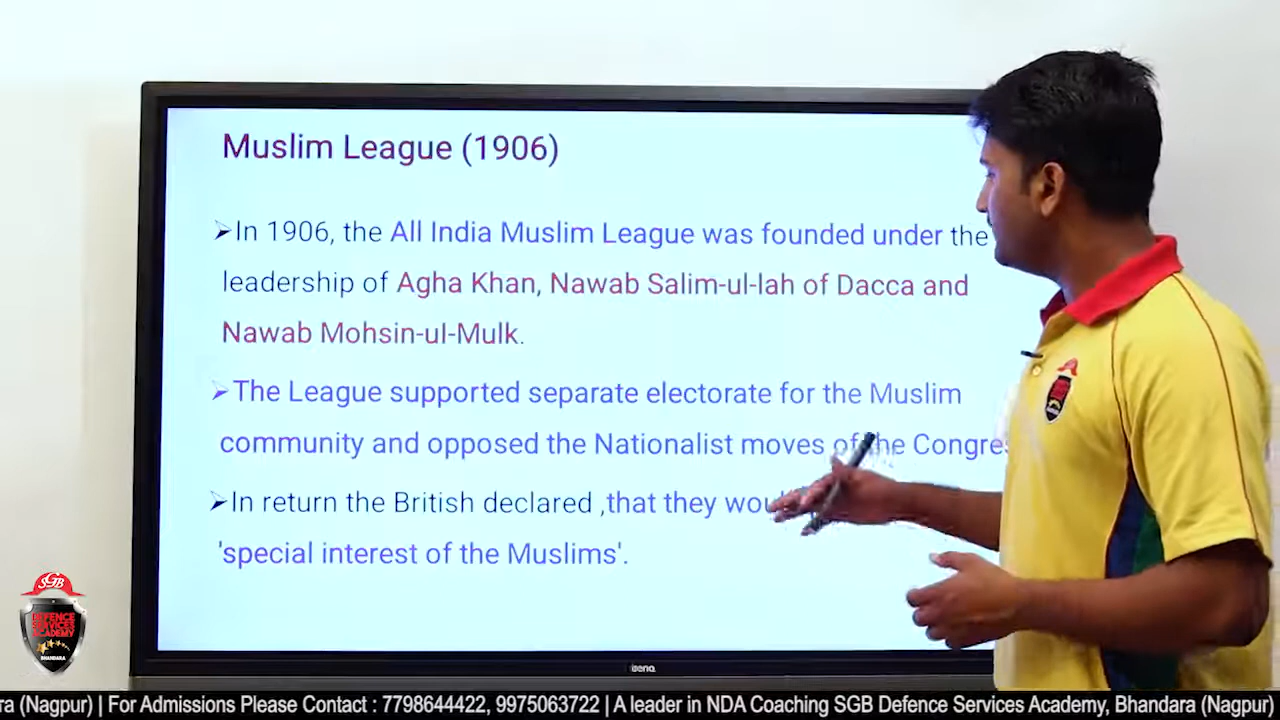 Muslim League (1906)
➢In 1906, the All India Muslim League was founded under the
leadership of Agha Khan, Nawab Salim-ul-lah of Dacca and
Nawab Mohsin-ul-Mulk.
➢The League supported separate electorate for the Muslim
community and opposed the Nationalist moves of the
➢In return the British declared ,that they
'special interest of the Muslims'.
SGB
DEFENCE
SERVICES
ACADEMY
BHANDARA
BenQ
(Nagpur) | For Admissions Please Contact : 7798644422, 9975063722 | A leader in NDA Coaching SGB Defence Services Academy, Bhandara (Nagpur)